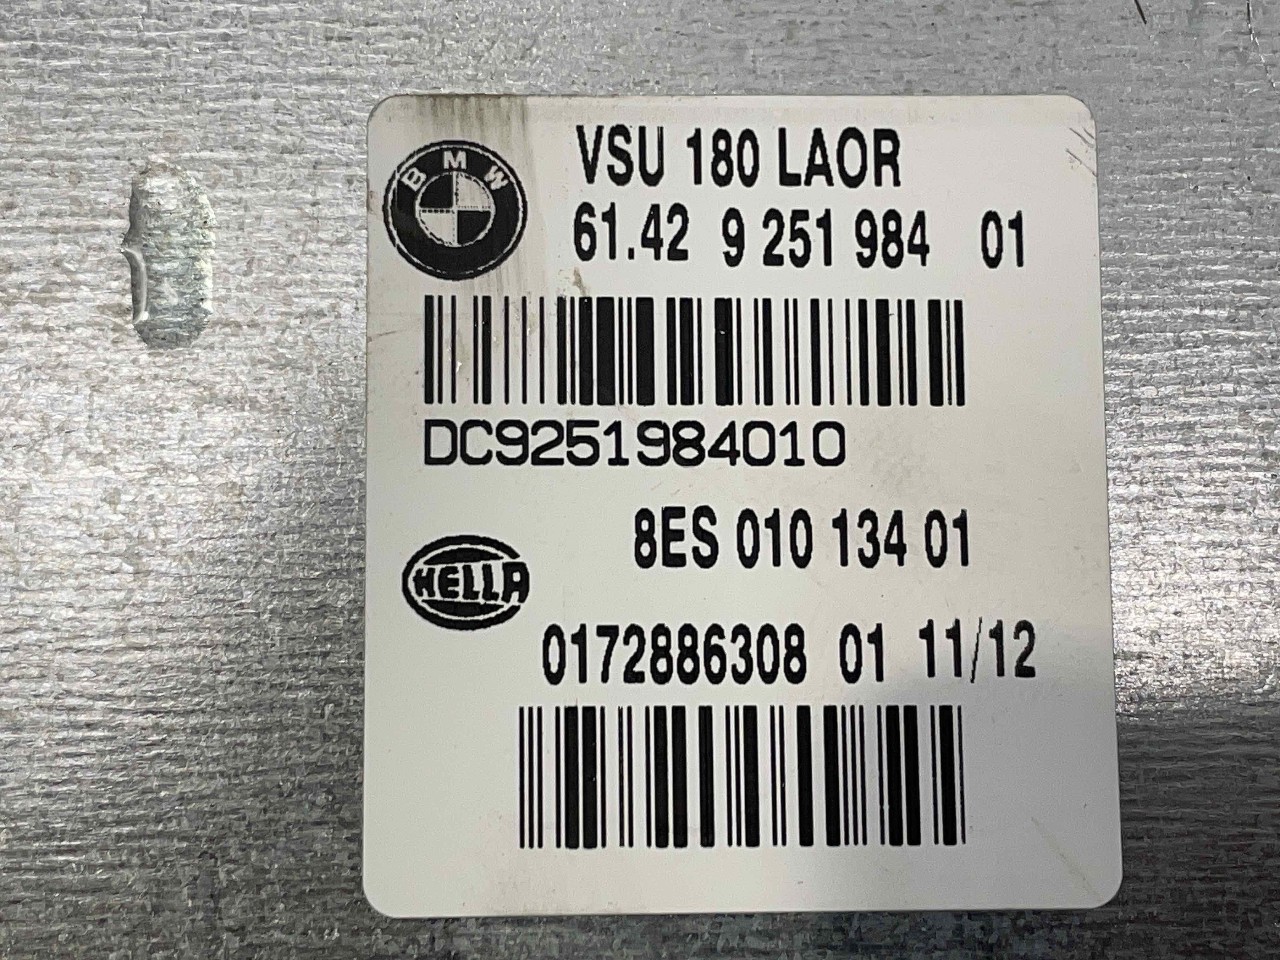 BMW
VSU 180 LAOR
61.42 9 251 984 01
DC9251984010
8ES 010 134 01
HELLA
0172886308 01 11/12